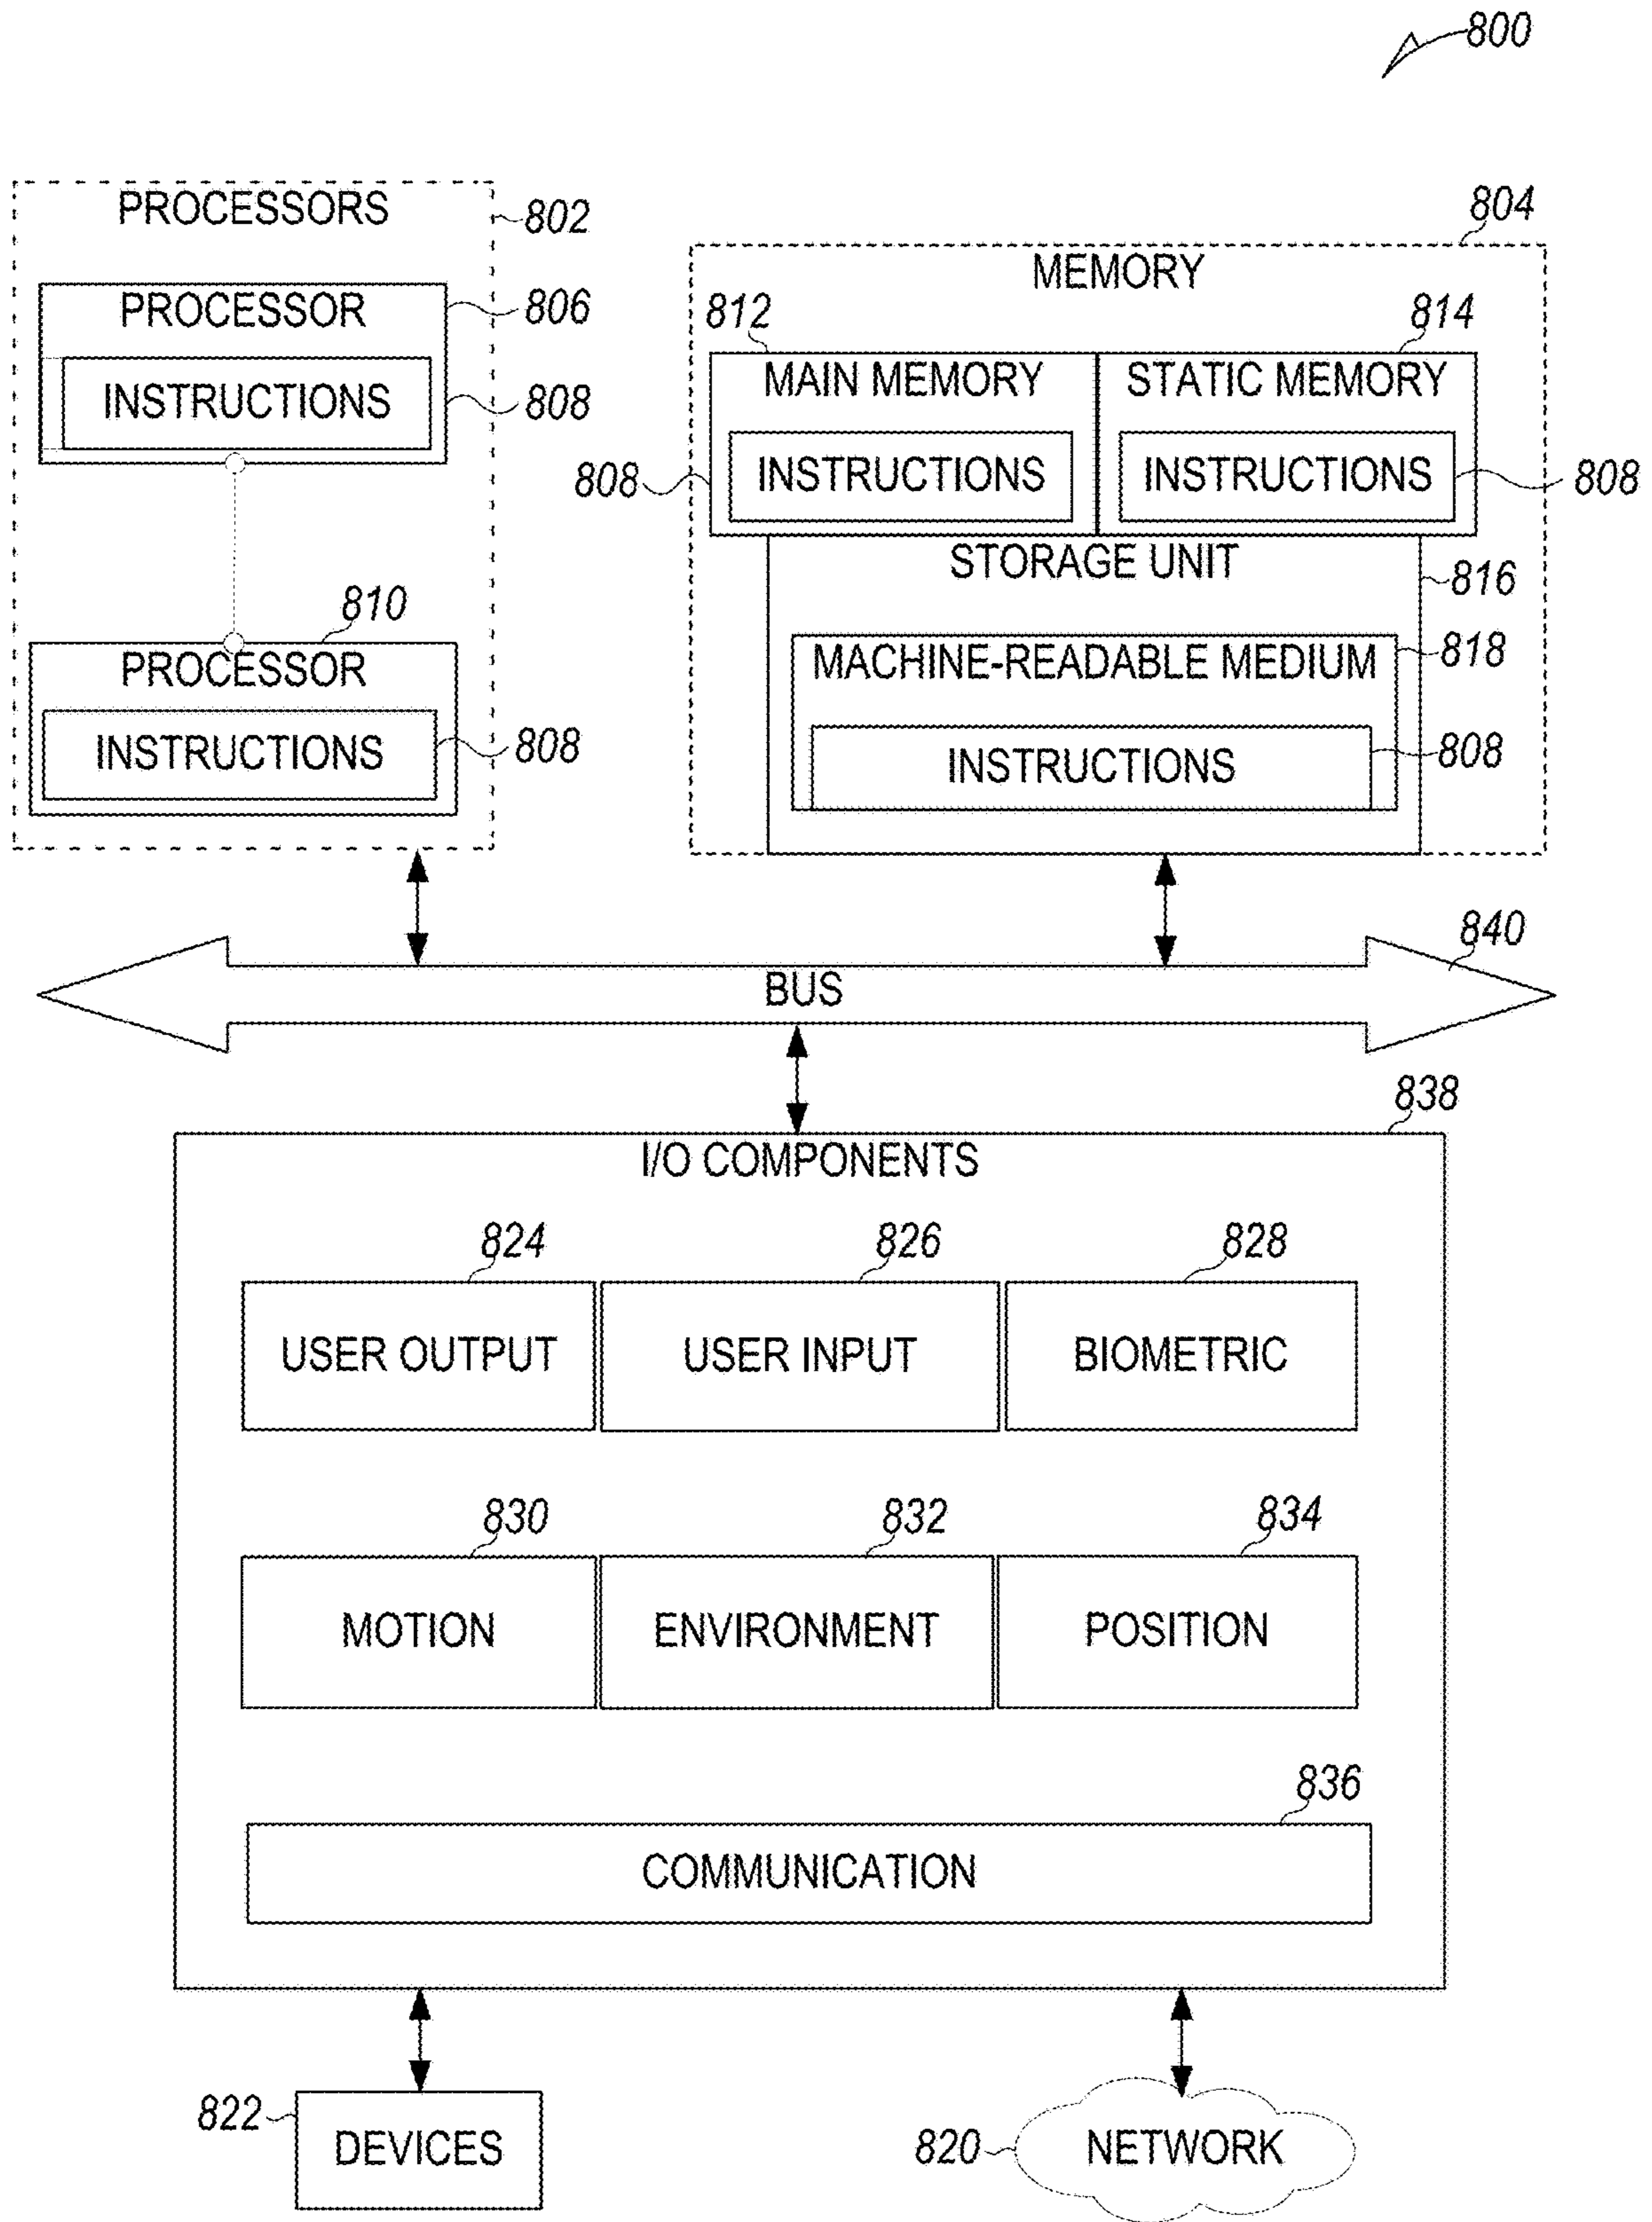 800
PROCESSORS
802
PROCESSOR
806
INSTRUCTIONS
808
810
PROCESSOR
INSTRUCTIONS
808
804
MEMORY
812
814
MAIN MEMORY
STATIC MEMORY
808
INSTRUCTIONS
INSTRUCTIONS
808
STORAGE UNIT
816
MACHINE-READABLE MEDIUM
818
INSTRUCTIONS
808
840
BUS
838
I/O COMPONENTS
824
826
828
USER OUTPUT
USER INPUT
BIOMETRIC
830
832
834
MOTION
ENVIRONMENT
POSITION
836
COMMUNICATION
822
DEVICES
820
NETWORK